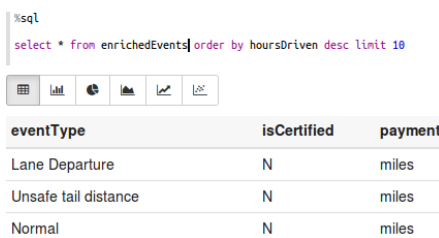 %sql
select * from enrichedEvents order by hoursDriven desc limit 10
eventType isCertified payment
Lane Departure N miles
Unsafe tail distance N miles
Normal N miles